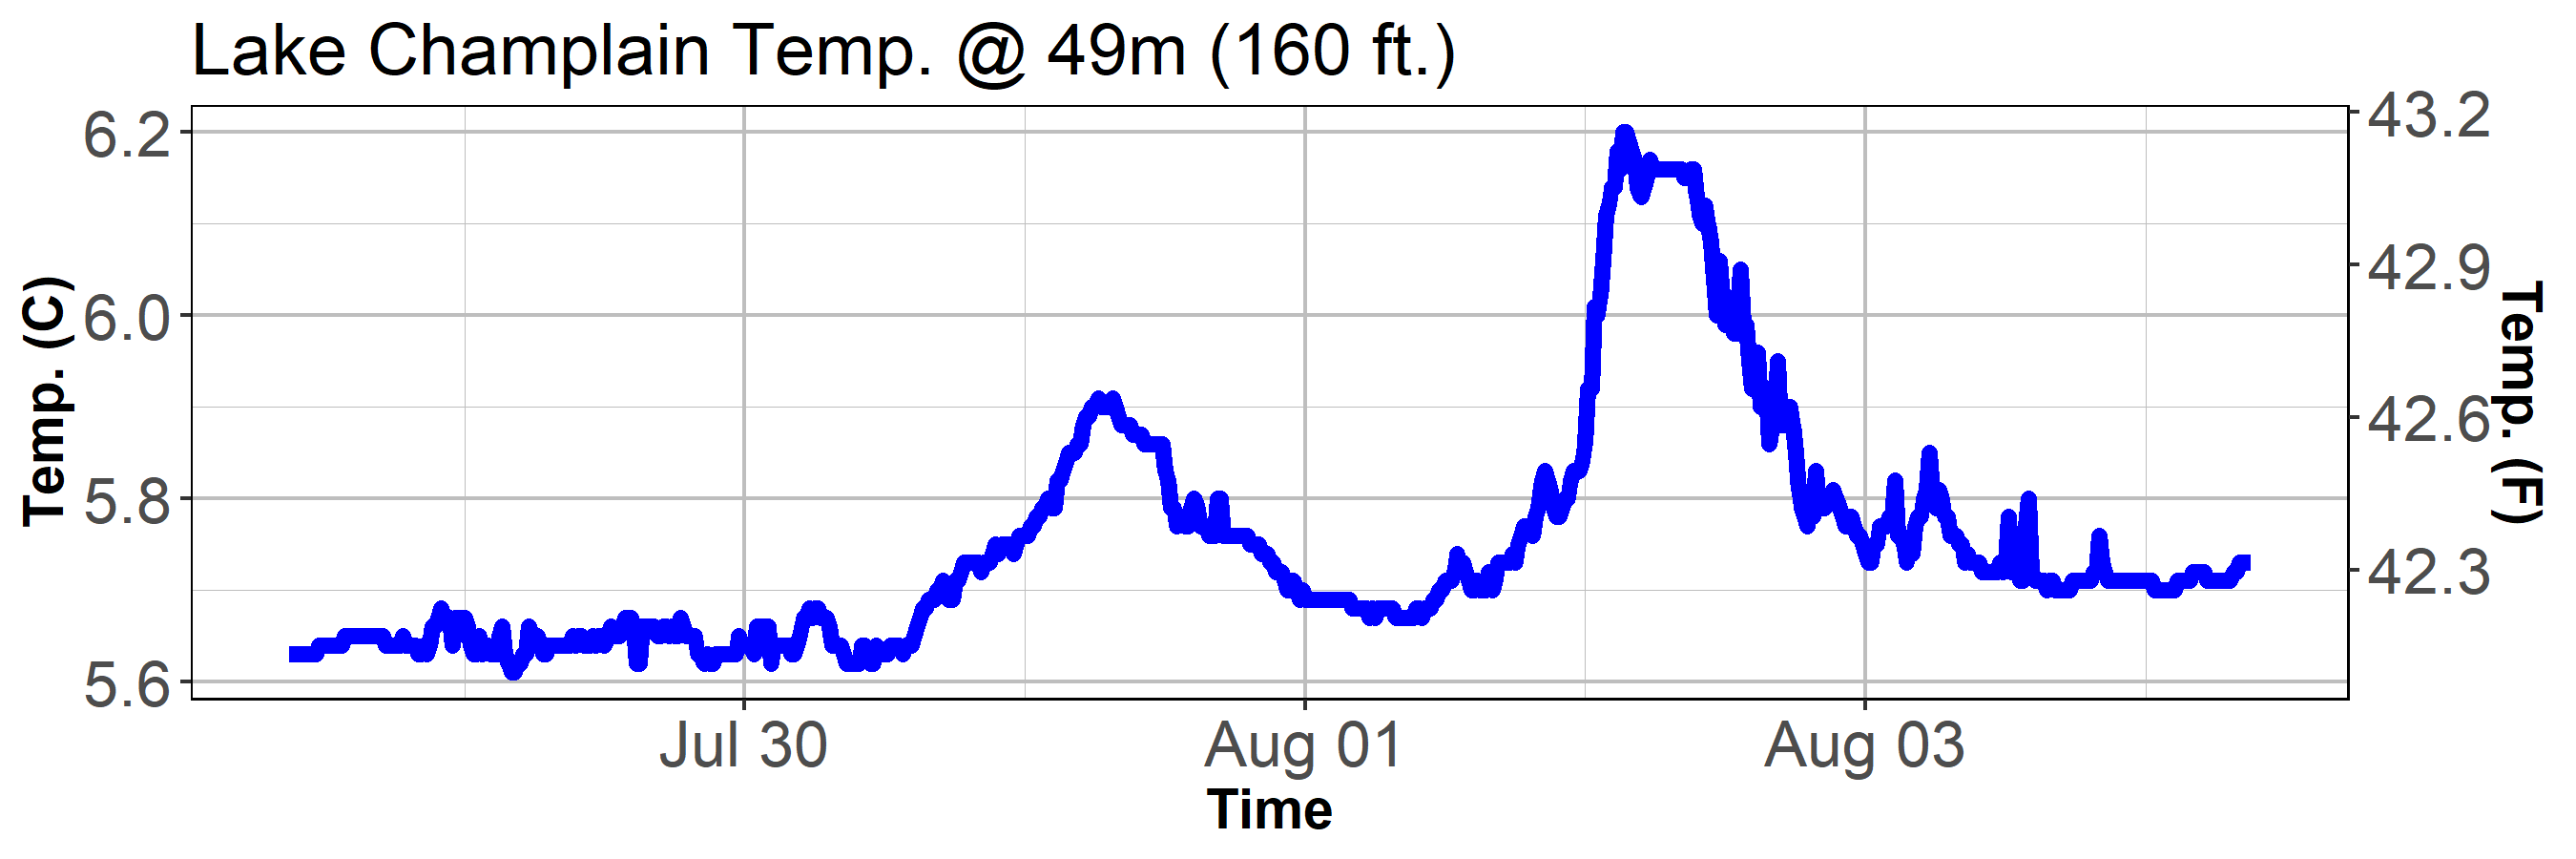 Lake Champlain Temp. @ 49m (160 ft.)
6.2
6.0
5.8
5.6
Temp. (C)
43.2
42.9
42.6
42.3
Temp. (F)
Jul 30
Aug 01
Aug 03
Time